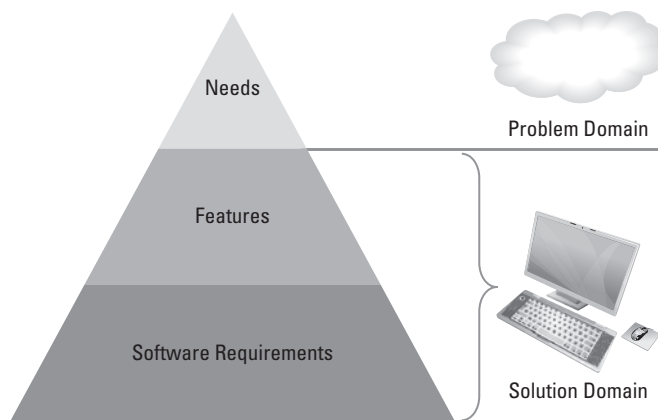 Needs
Problem Domain
Features
Software Requirements
Solution Domain